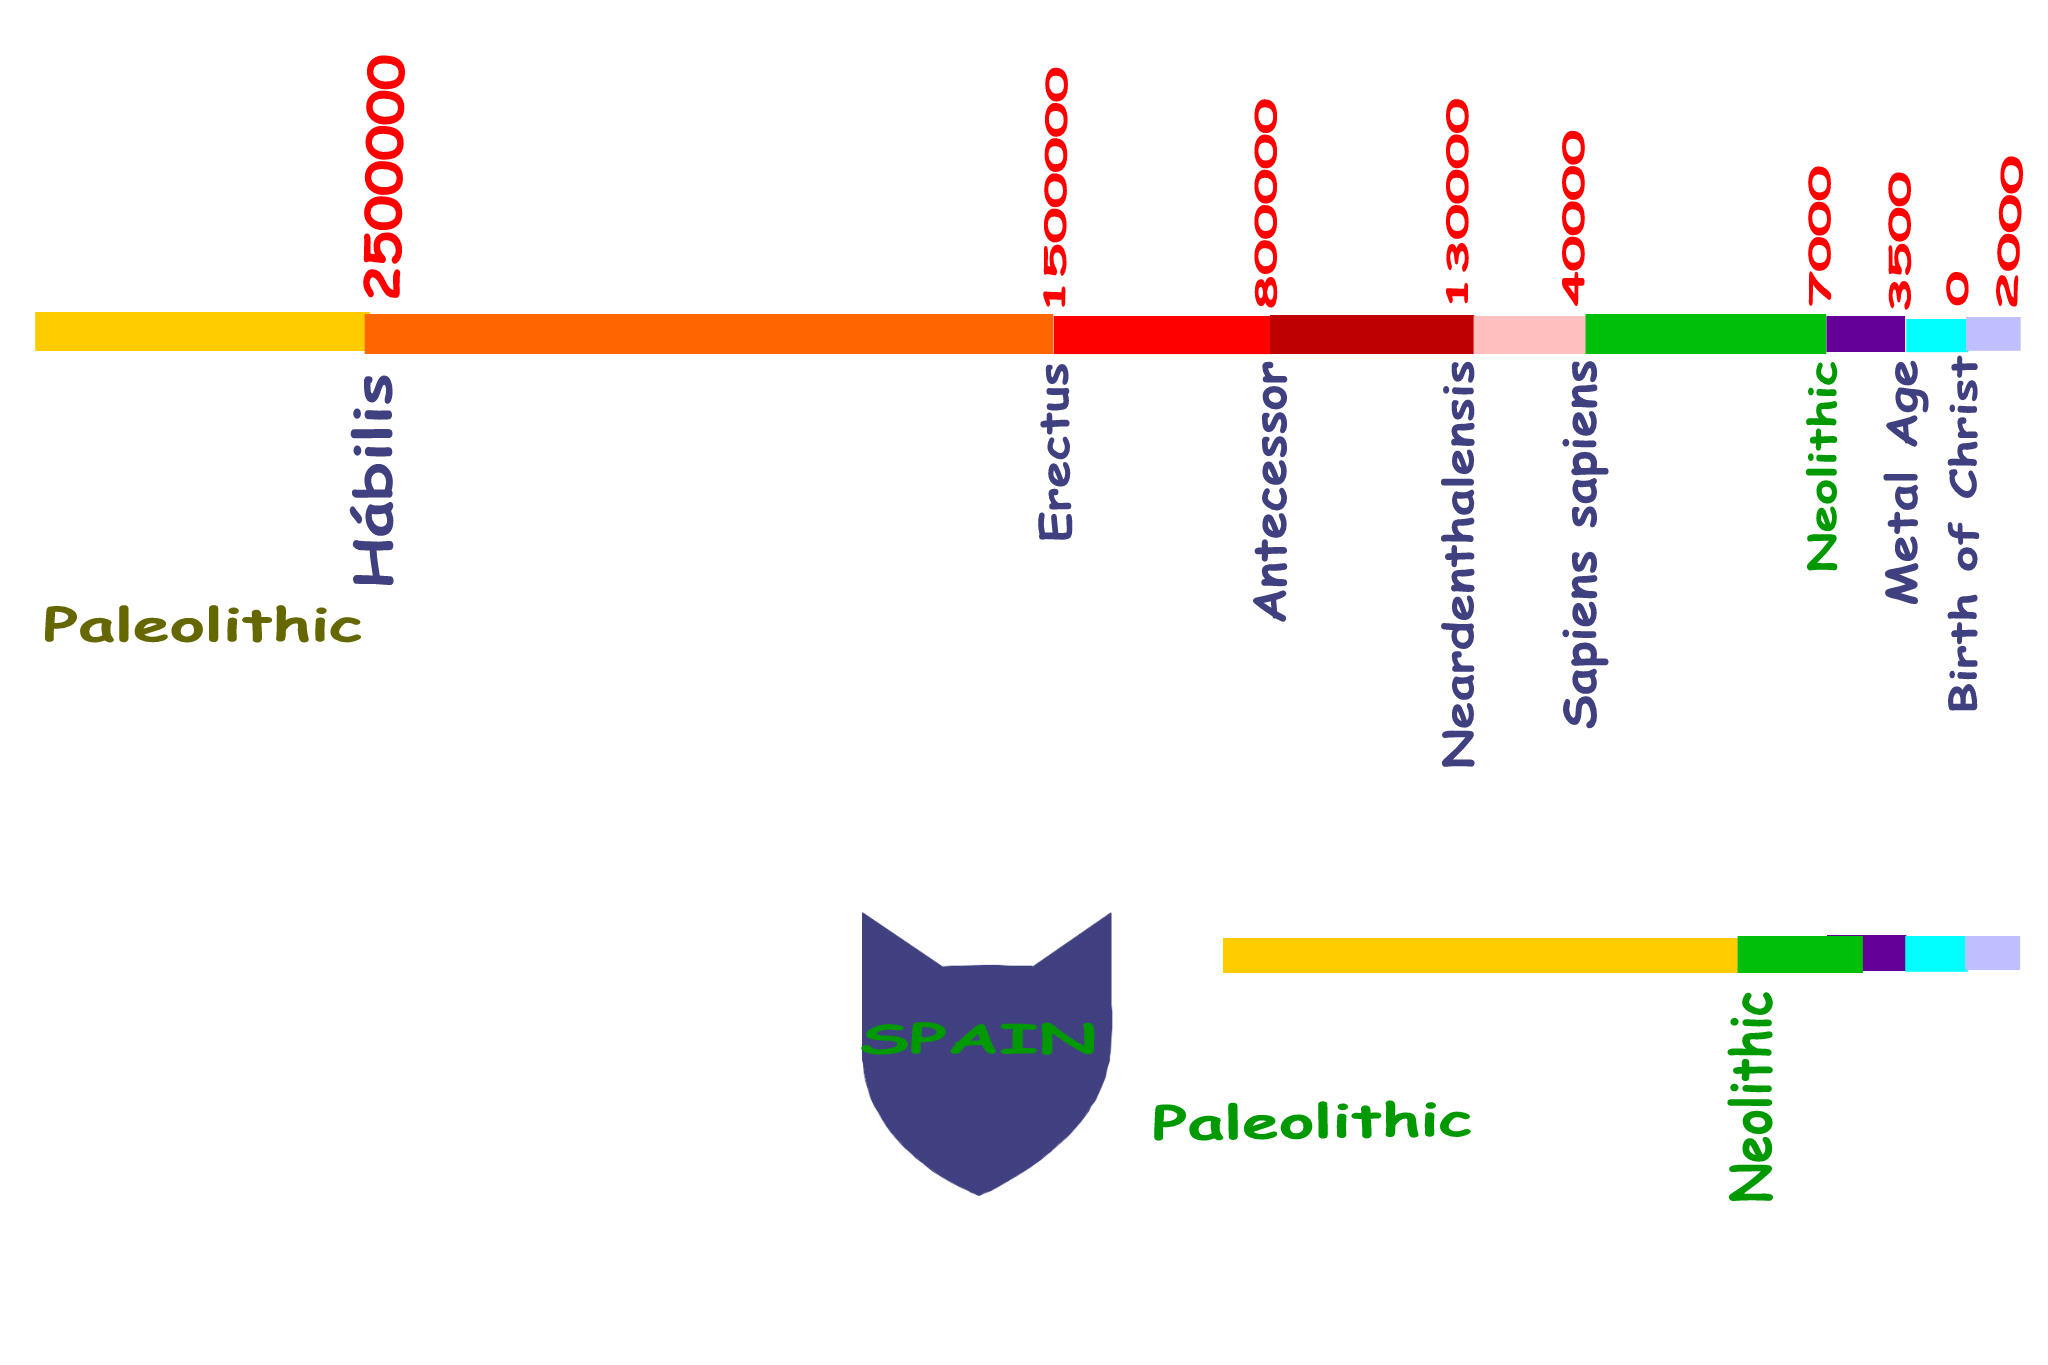 2500000
1500000
800000
130000
40000
7000
3500
0
2000
Hábilis
Erectus
Antecessor
Neardenthalensis
Sapiens sapiens
Neolithic
Metal Age
Birth of Christ
Paleolithic
SPAIN
Paleolithic
Neolithic